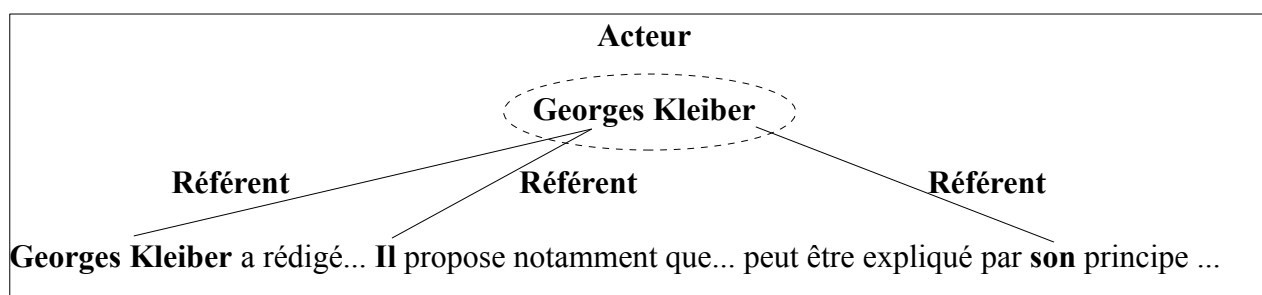 Acteur
Georges Kleiber
Référent Référent Référent
Georges Kleiber a rédigé... Il propose notamment que... peut être expliqué par son principe ...